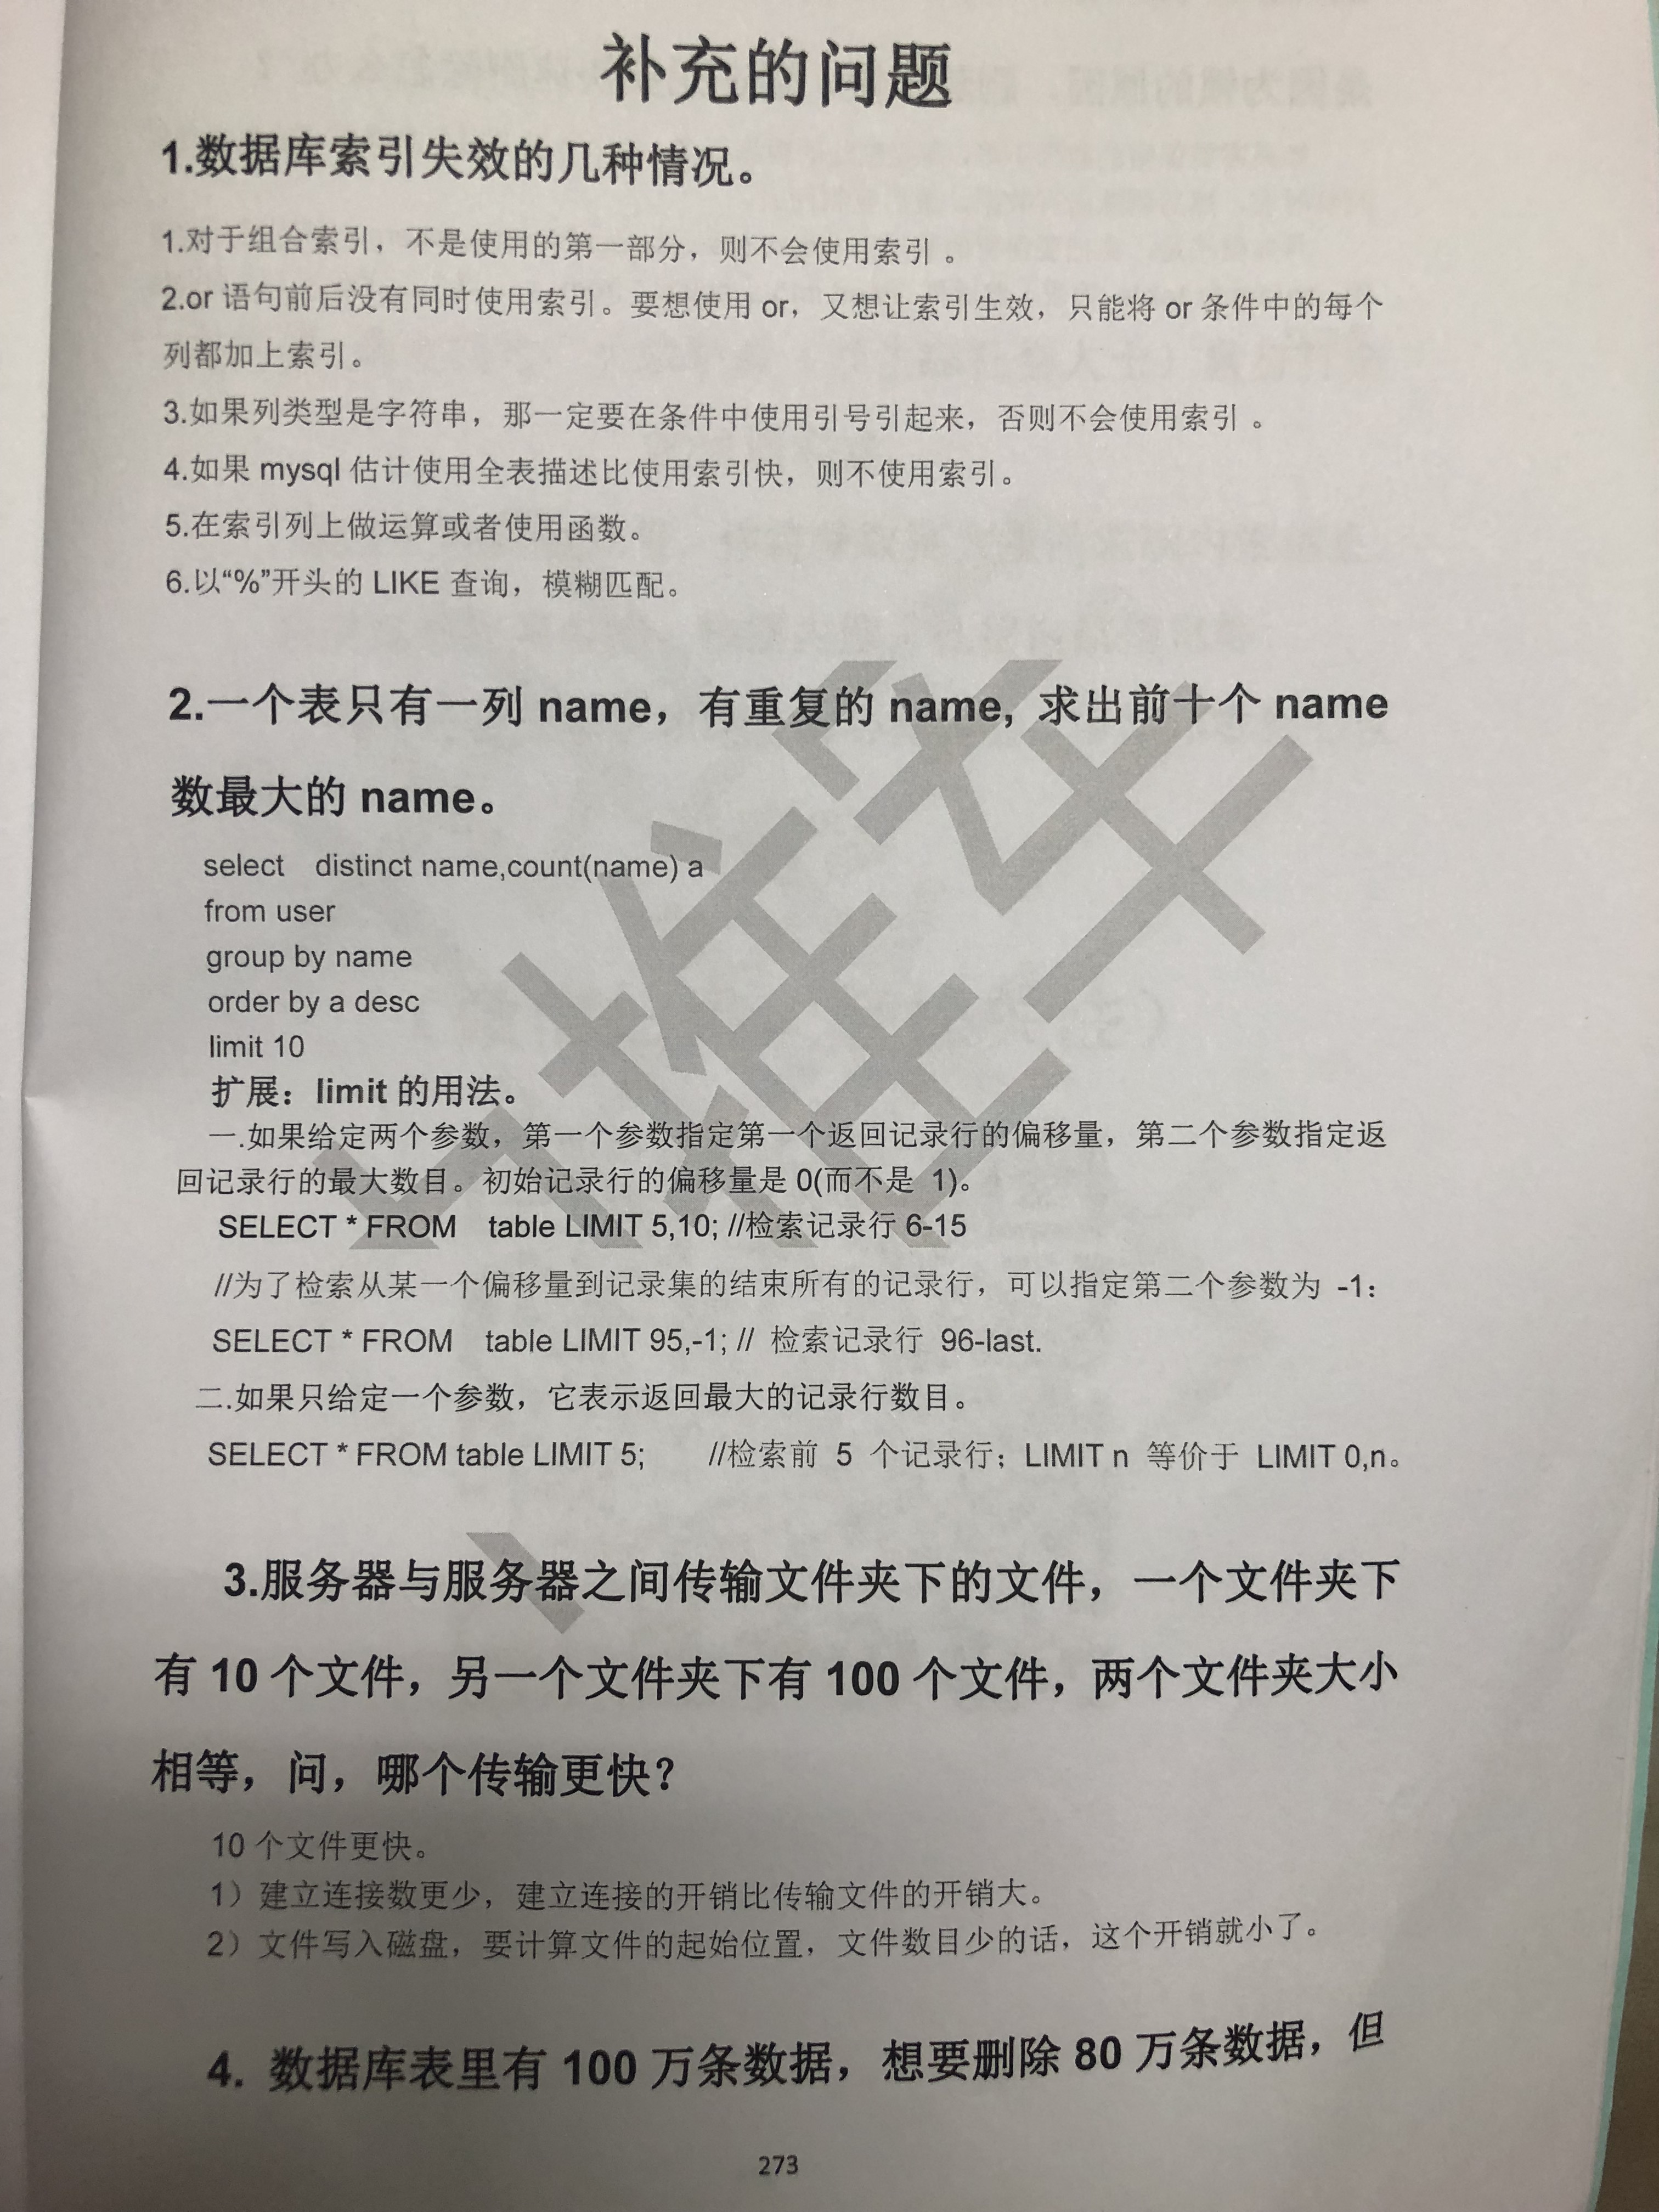 补充的问题
1.数据库索引失效的几种情况。
1.对于组合索引，不是使用的第一部分，则不会使用索引 。
2.or 语句前后没有同时使用索引。要想使用 or，又想让索引生效，只能将 or 条件中的每个
列都加上索引。
3.如果列类型是字符串，那一定要在条件中使用引号引起来，否则不会使用索引 。
4.如果 mysql 估计使用全表描述比使用索引快，则不使用索引。
5.在索引列上做运算或者使用函数。
6.以“%”开头的 LIKE 查询，模糊匹配。
2.一个表只有一列 name，有重复的 name, 求出前十个 name
数最大的 name。
select distinct name,count(name) a
from user
group by name
order by a desc
limit 10
扩展：limit 的用法。
一.如果给定两个参数，第一个参数指定第一个返回记录行的偏移量，第二个参数指定返
回记录行的最大数目。初始记录行的偏移量是 0(而不是 1)。
SELECT * FROM table LIMIT 5,10; //检索记录行 6-15
//为了检索从某一个偏移量到记录集的结束所有的记录行，可以指定第二个参数为 -1：
SELECT * FROM table LIMIT 95,-1; // 检索记录行 96-last.
二.如果只给定一个参数，它表示返回最大的记录行数目。
SELECT * FROM table LIMIT 5; //检索前 5 个记录行；LIMIT n 等价于 LIMIT 0,n。
3.服务器与服务器之间传输文件夹下的文件，一个文件夹下
有 10 个文件，另一个文件夹下有 100 个文件，两个文件夹大小
相等，问，哪个传输更快？
10 个文件更快。
1）建立连接数更少，建立连接的开销比传输文件的开销大。
2）文件写入磁盘，要计算文件的起始位置，文件数目少的话，这个开销就小了。
4. 数据库表里有 100 万条数据，想要删除 80 万条数据，但
273